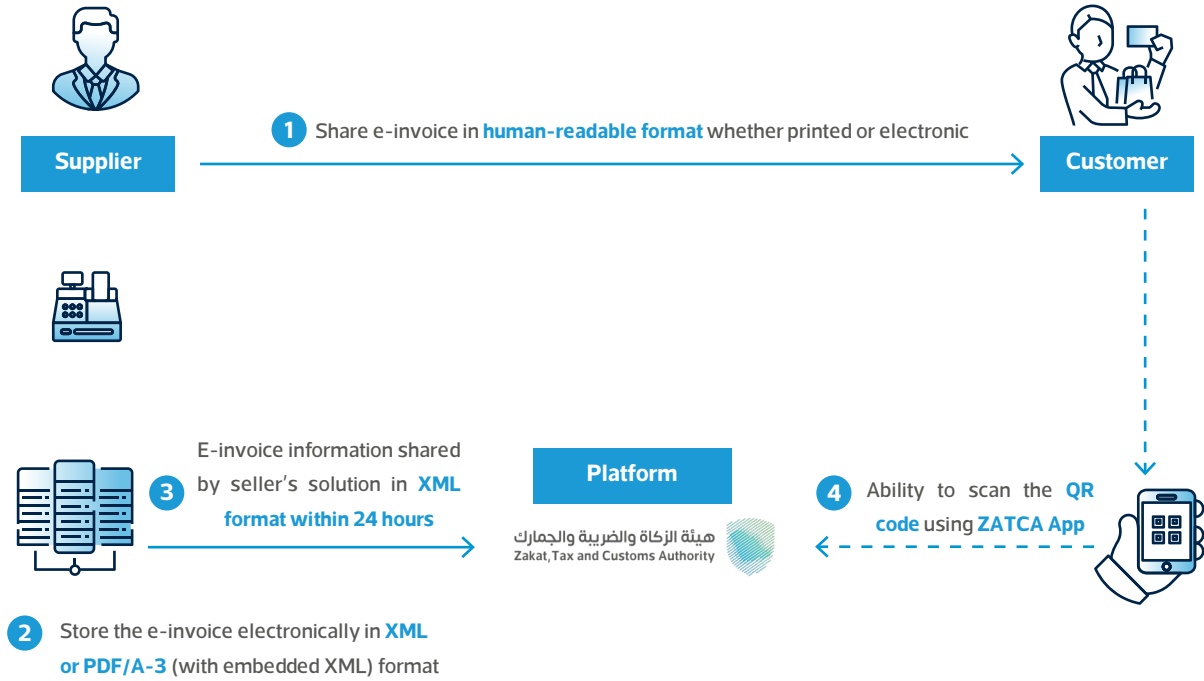 1 Share e-invoice in human-readable format whether printed or electronic
Supplier
Customer
E-invoice information shared
3 by seller's solution in XML
format within 24 hours
Platform
هيئة الزكاة والضريبة والجمارك
Zakat, Tax and Customs Authority
4 Ability to scan the QR
code using ZATCA App
2 Store the e-invoice electronically in XML
or PDF/A-3 (with embedded XML) format